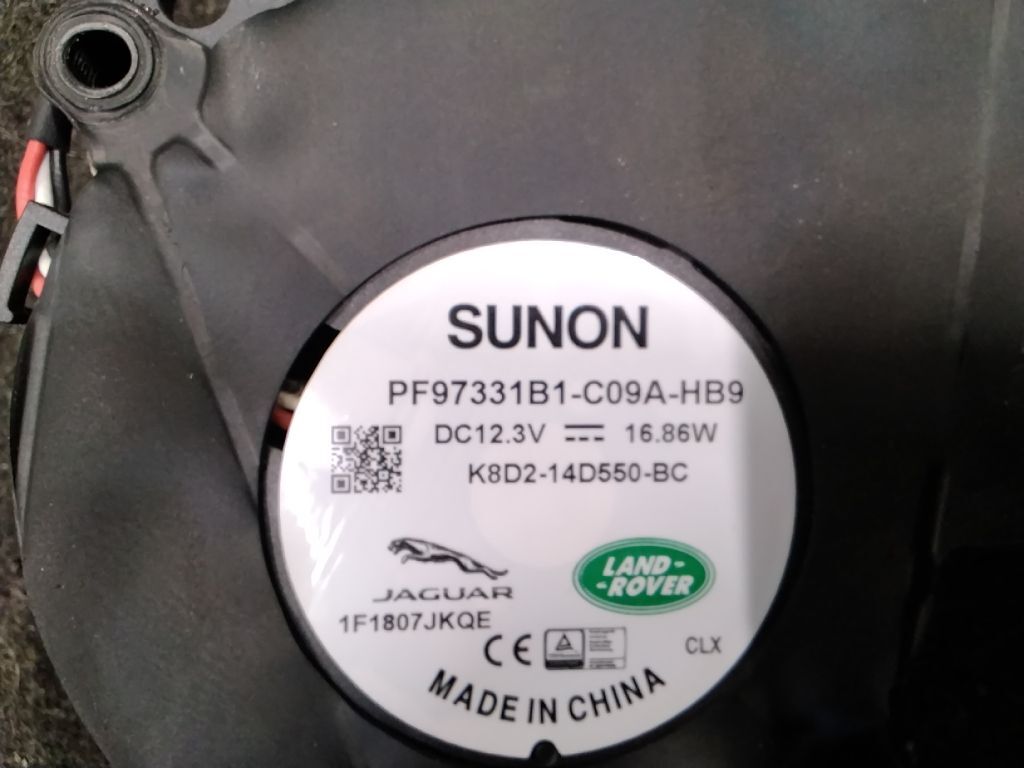 SUNON
PF97331B1-C09A-HB9
DC12.3V 16.86W
K8D2-14D550-BC
JAGUAR
LAND-
-ROVER
1F1807JKQE
CE
CLX
MADE IN CHINA